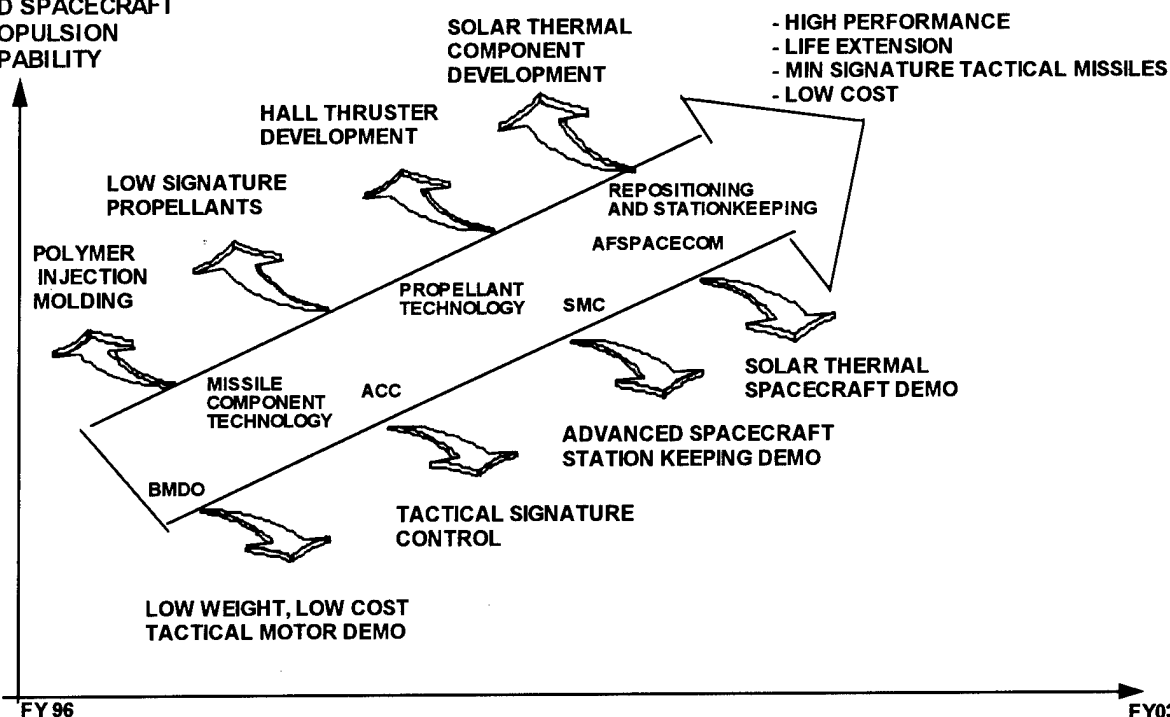 D SPACECRAFT
OPULSION
PABILITY
SOLAR THERMAL
COMPONENT
DEVELOPMENT
- HIGH PERFORMANCE
- LIFE EXTENSION
- MIN SIGNATURE TACTICAL MISSILES
- LOW COST
HALL THRUSTER
DEVELOPMENT
LOW SIGNATURE
PROPELLANTS
POLYMER
INJECTION
MOLDING
REPOSITIONING
AND STATIONKEEPING
AFSPACECOM
PROPELLANT
TECHNOLOGY
SMC
MISSILE
COMPONENT
TECHNOLOGY
ACC
BMDO
SOLAR THERMAL
SPACECRAFT DEMO
ADVANCED SPACECRAFT
STATION KEEPING DEMO
TACTICAL SIGNATURE
CONTROL
LOW WEIGHT, LOW COST
TACTICAL MOTOR DEMO
FY 96
FY03